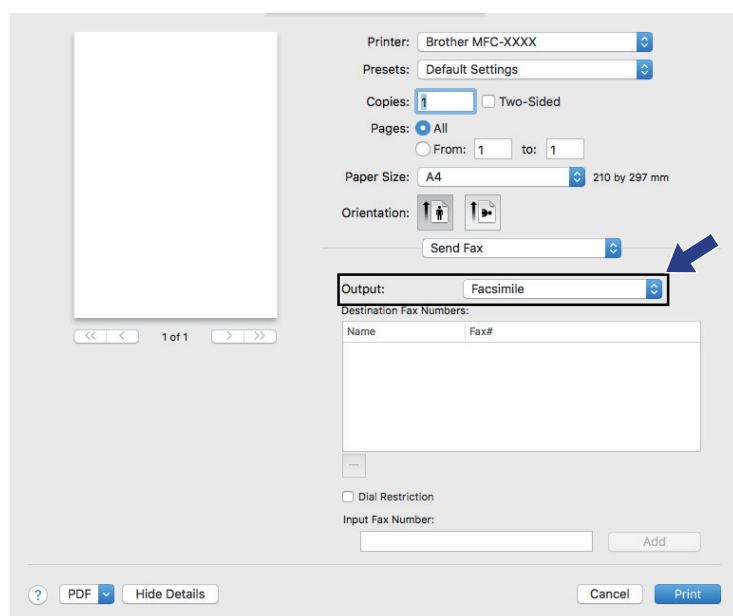 Printer: Brother MFC-XXXX
Presets: Default Settings
Copies: 1 Two-Sided
Pages: All
From: 1 to: 1
Paper Size: A4 210 by 297 mm
Orientation:
Send Fax
Output: Facsimile
Destination Fax Numbers:
Name Fax#
<< < 1 of 1 > >>
Dial Restriction
Input Fax Number:
Add
? PDF Hide Details Cancel Print